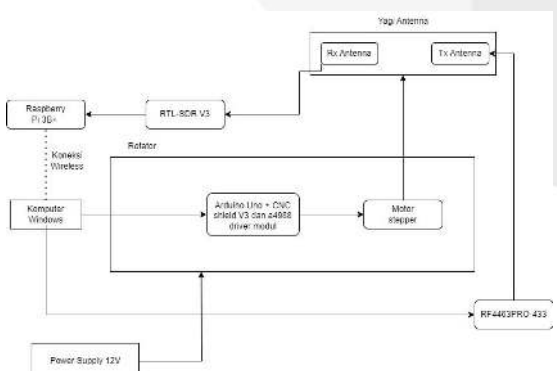 Yagi Antenna
Rx Antenna
Tx Antenna
Raspberry
Pi 3B+
RTL-SDR V3
Rotator
Koneksi
Wireless
Komputer
Windows
Arduino Uno + CNC
shield V3 dan a4988
driver modul
Motor
stepper
RF4463PRO 433
Power Supply 12V